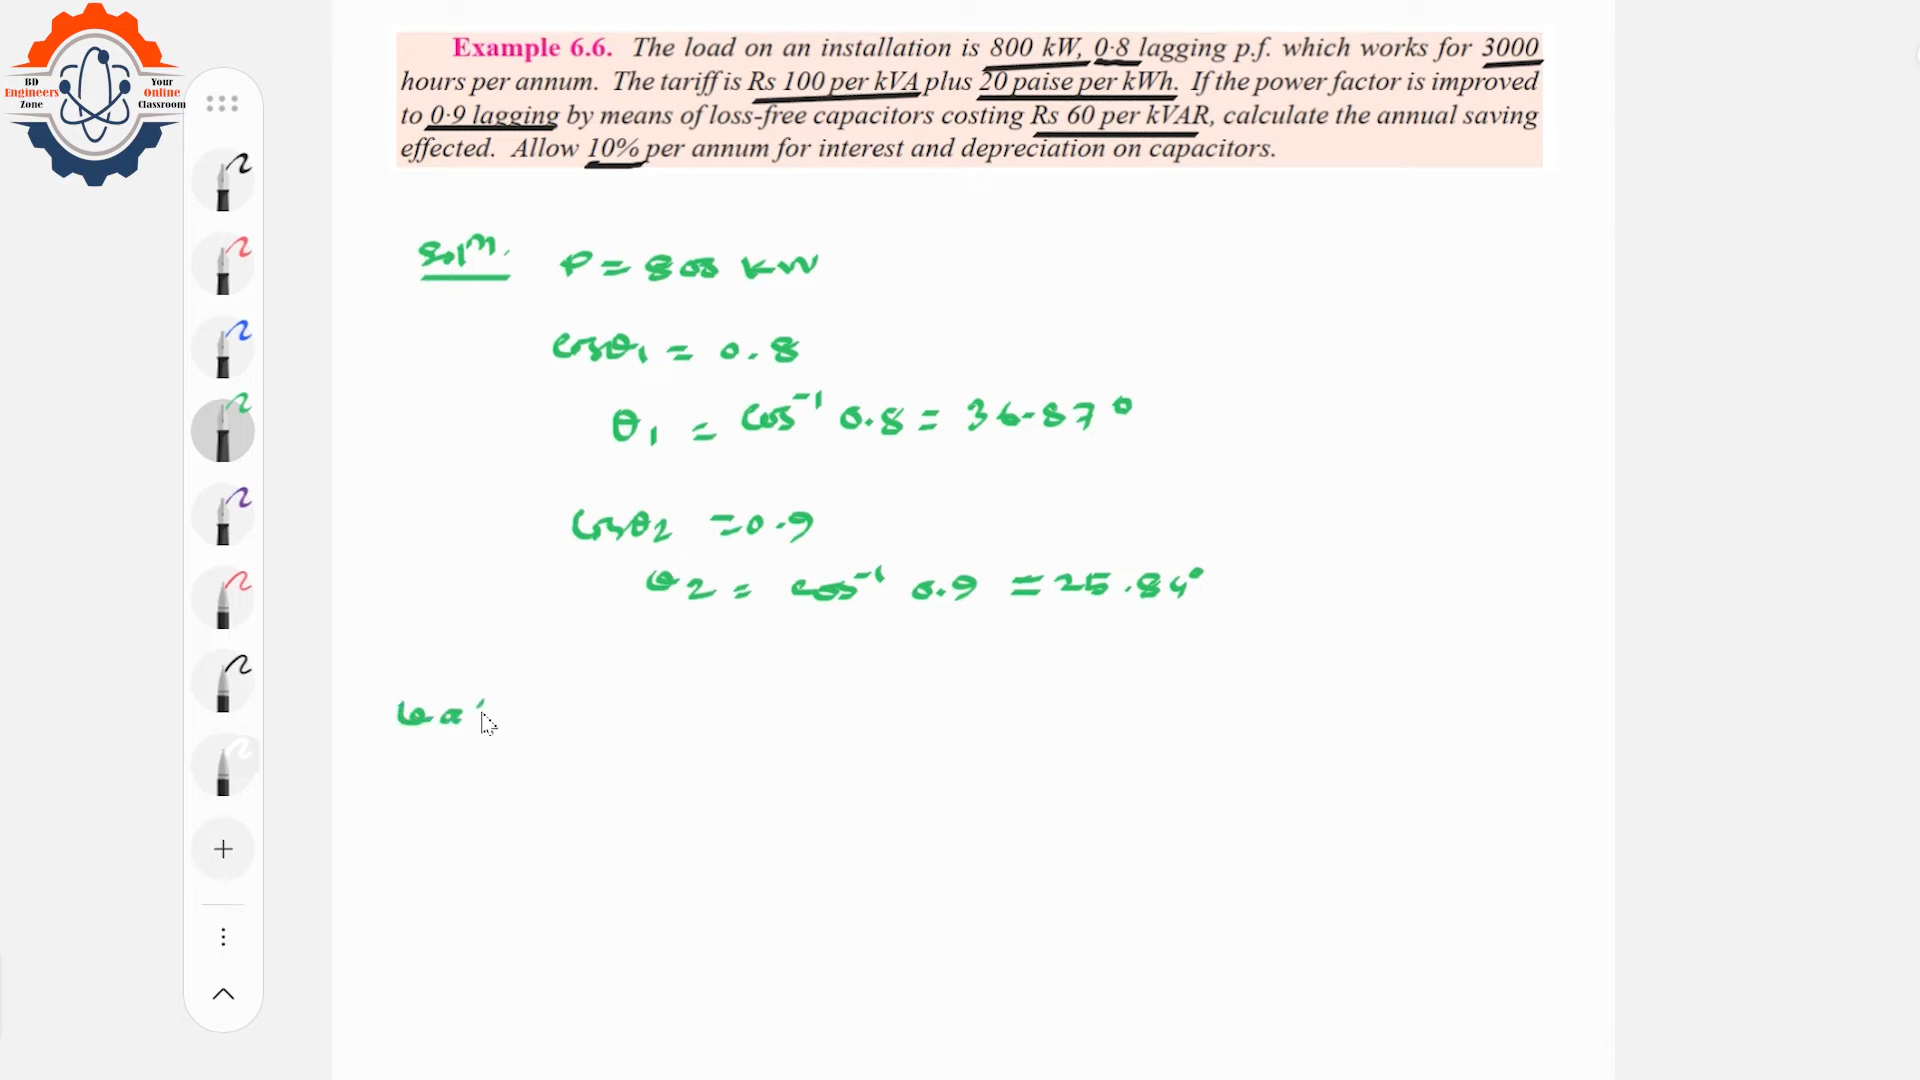 BD Engineers Zone
Your Online Classroom
Example 6.6. The load on an installation is 800 kW, 0·8 lagging p.f. which works for 3000
hours per annum. The tariff is Rs 100 per kVA plus 20 paise per kWh. If the power factor is improved
to 0·9 lagging by means of loss-free capacitors costing Rs 60 per kVAR, calculate the annual saving
effected. Allow 10% per annum for interest and depreciation on capacitors.
Solⁿ. P = 800 kW
cosθ₁ = 0.8
θ₁ = cos⁻¹ 0.8 = 36.87°
cosθ₂ = 0.9
θ₂ = cos⁻¹ 0.9 = 25.84°